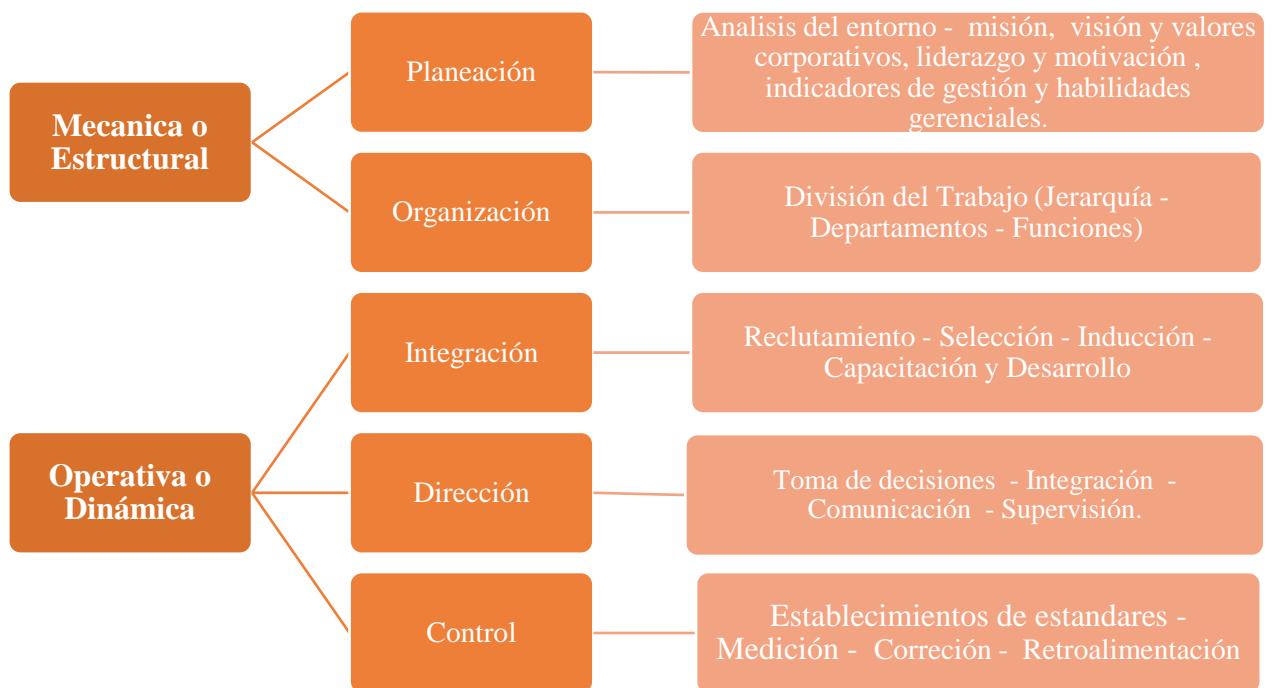 Mecanica o
Estructural
Planeación
Analisis del entorno - misión, visión y valores
corporativos, liderazgo y motivación ,
indicadores de gestión y habilidades
gerenciales.
Organización
División del Trabajo (Jerarquía -
Departamentos - Funciones)
Operativa o
Dinámica
Integración
Reclutamiento - Selección - Inducción -
Capacitación y Desarrollo
Dirección
Toma de decisiones - Integración -
Comunicación - Supervisión.
Control
Establecimientos de estandares -
Medición - Correción - Retroalimentación